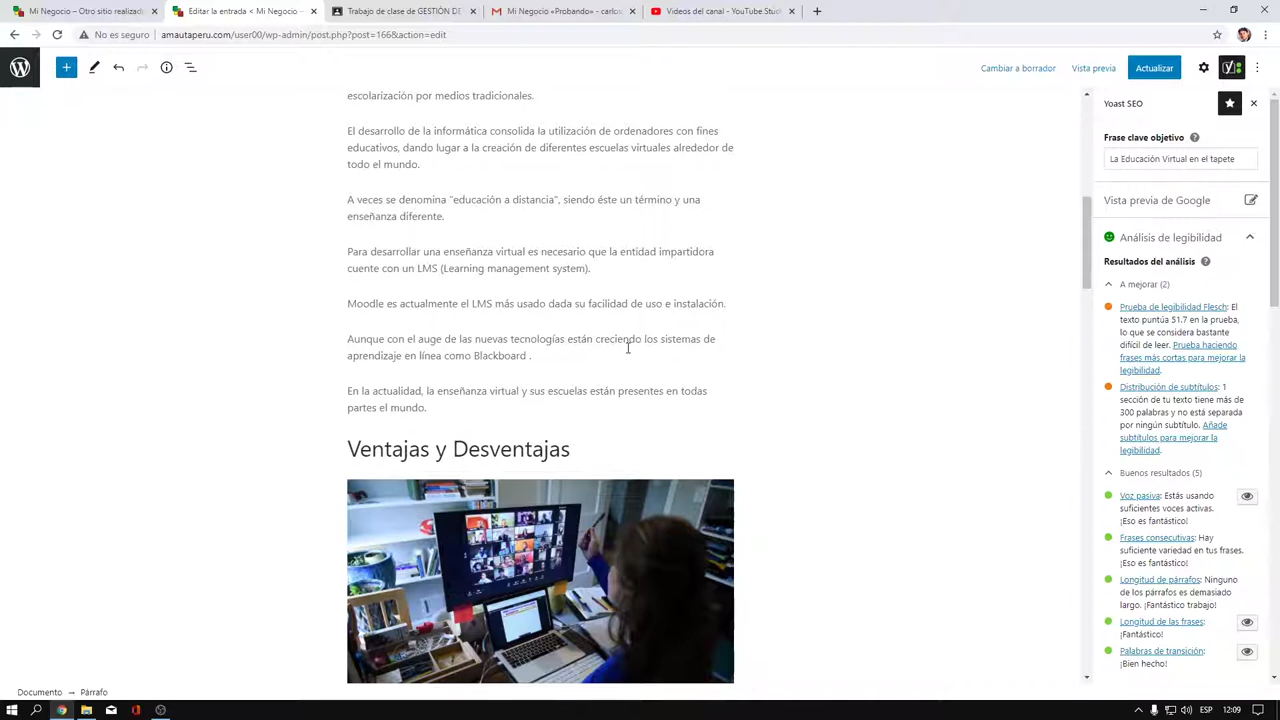 Mi Negocio – Otro sitio realizado
Editar la entrada < Mi Negocio —
Trabajo de clase de GESTIÓN DE
Mi Negocio «Probando» - carlos
Videos del canal - YouTube Studio
No es seguro amautaperu.com/user00/wp-admin/post.php?post=166&action=edit
Cambiar a borrador Vista previa Actualizar
escolarización por medios tradicionales.
El desarrollo de la informática consolida la utilización de ordenadores con fines
educativos, dando lugar a la creación de diferentes escuelas virtuales alrededor de
todo el mundo.
A veces se denomina "educación a distancia", siendo éste un término y una
enseñanza diferente,
Para desarrollar una enseñanza virtual es necesario que la entidad impartidora
cuente con un LMS (Learning management system).
Moodle es actualmente el LMS más usado dada su facilidad de uso e instalación.
Aunque con el auge de las nuevas tecnologías están creciendo los sistemas de
aprendizaje en línea como Blackboard .
En la actualidad, la enseñanza virtual y sus escuelas están presentes en todas
partes el mundo.
Ventajas y Desventajas
Yoast SEO
Frase clave objetivo
La Educación Virtual en el tapete
Vista previa de Google
Análisis de legibilidad
Resultados del análisis
A mejorar (2)
Prueba de legibilidad Flesch: El
texto puntúa 51.7 en la prueba,
lo que se considera bastante
difícil de leer. Prueba haciendo
frases más cortas para mejorar la
legibilidad.
Distribución de subtítulos: 1
sección de tu texto tiene más de
300 palabras y no está separada
por ningún subtítulo. Añade
subtítulos para mejorar la
legibilidad.
Buenos resultados (5)
Voz pasiva: Estás usando
suficientes voces activas.
¡Eso es fantástico!
Frases consecutivas: Hay
suficiente variedad en tus frases.
¡Eso es fantástico!
Longitud de párrafos: Ninguno
de los párrafos es demasiado
largo. ¡Fantástico trabajo!
Longitud de las frases:
¡Fantástico!
Palabras de transición:
¡Bien hecho!
Documento → Párrafo
ESP 12:09